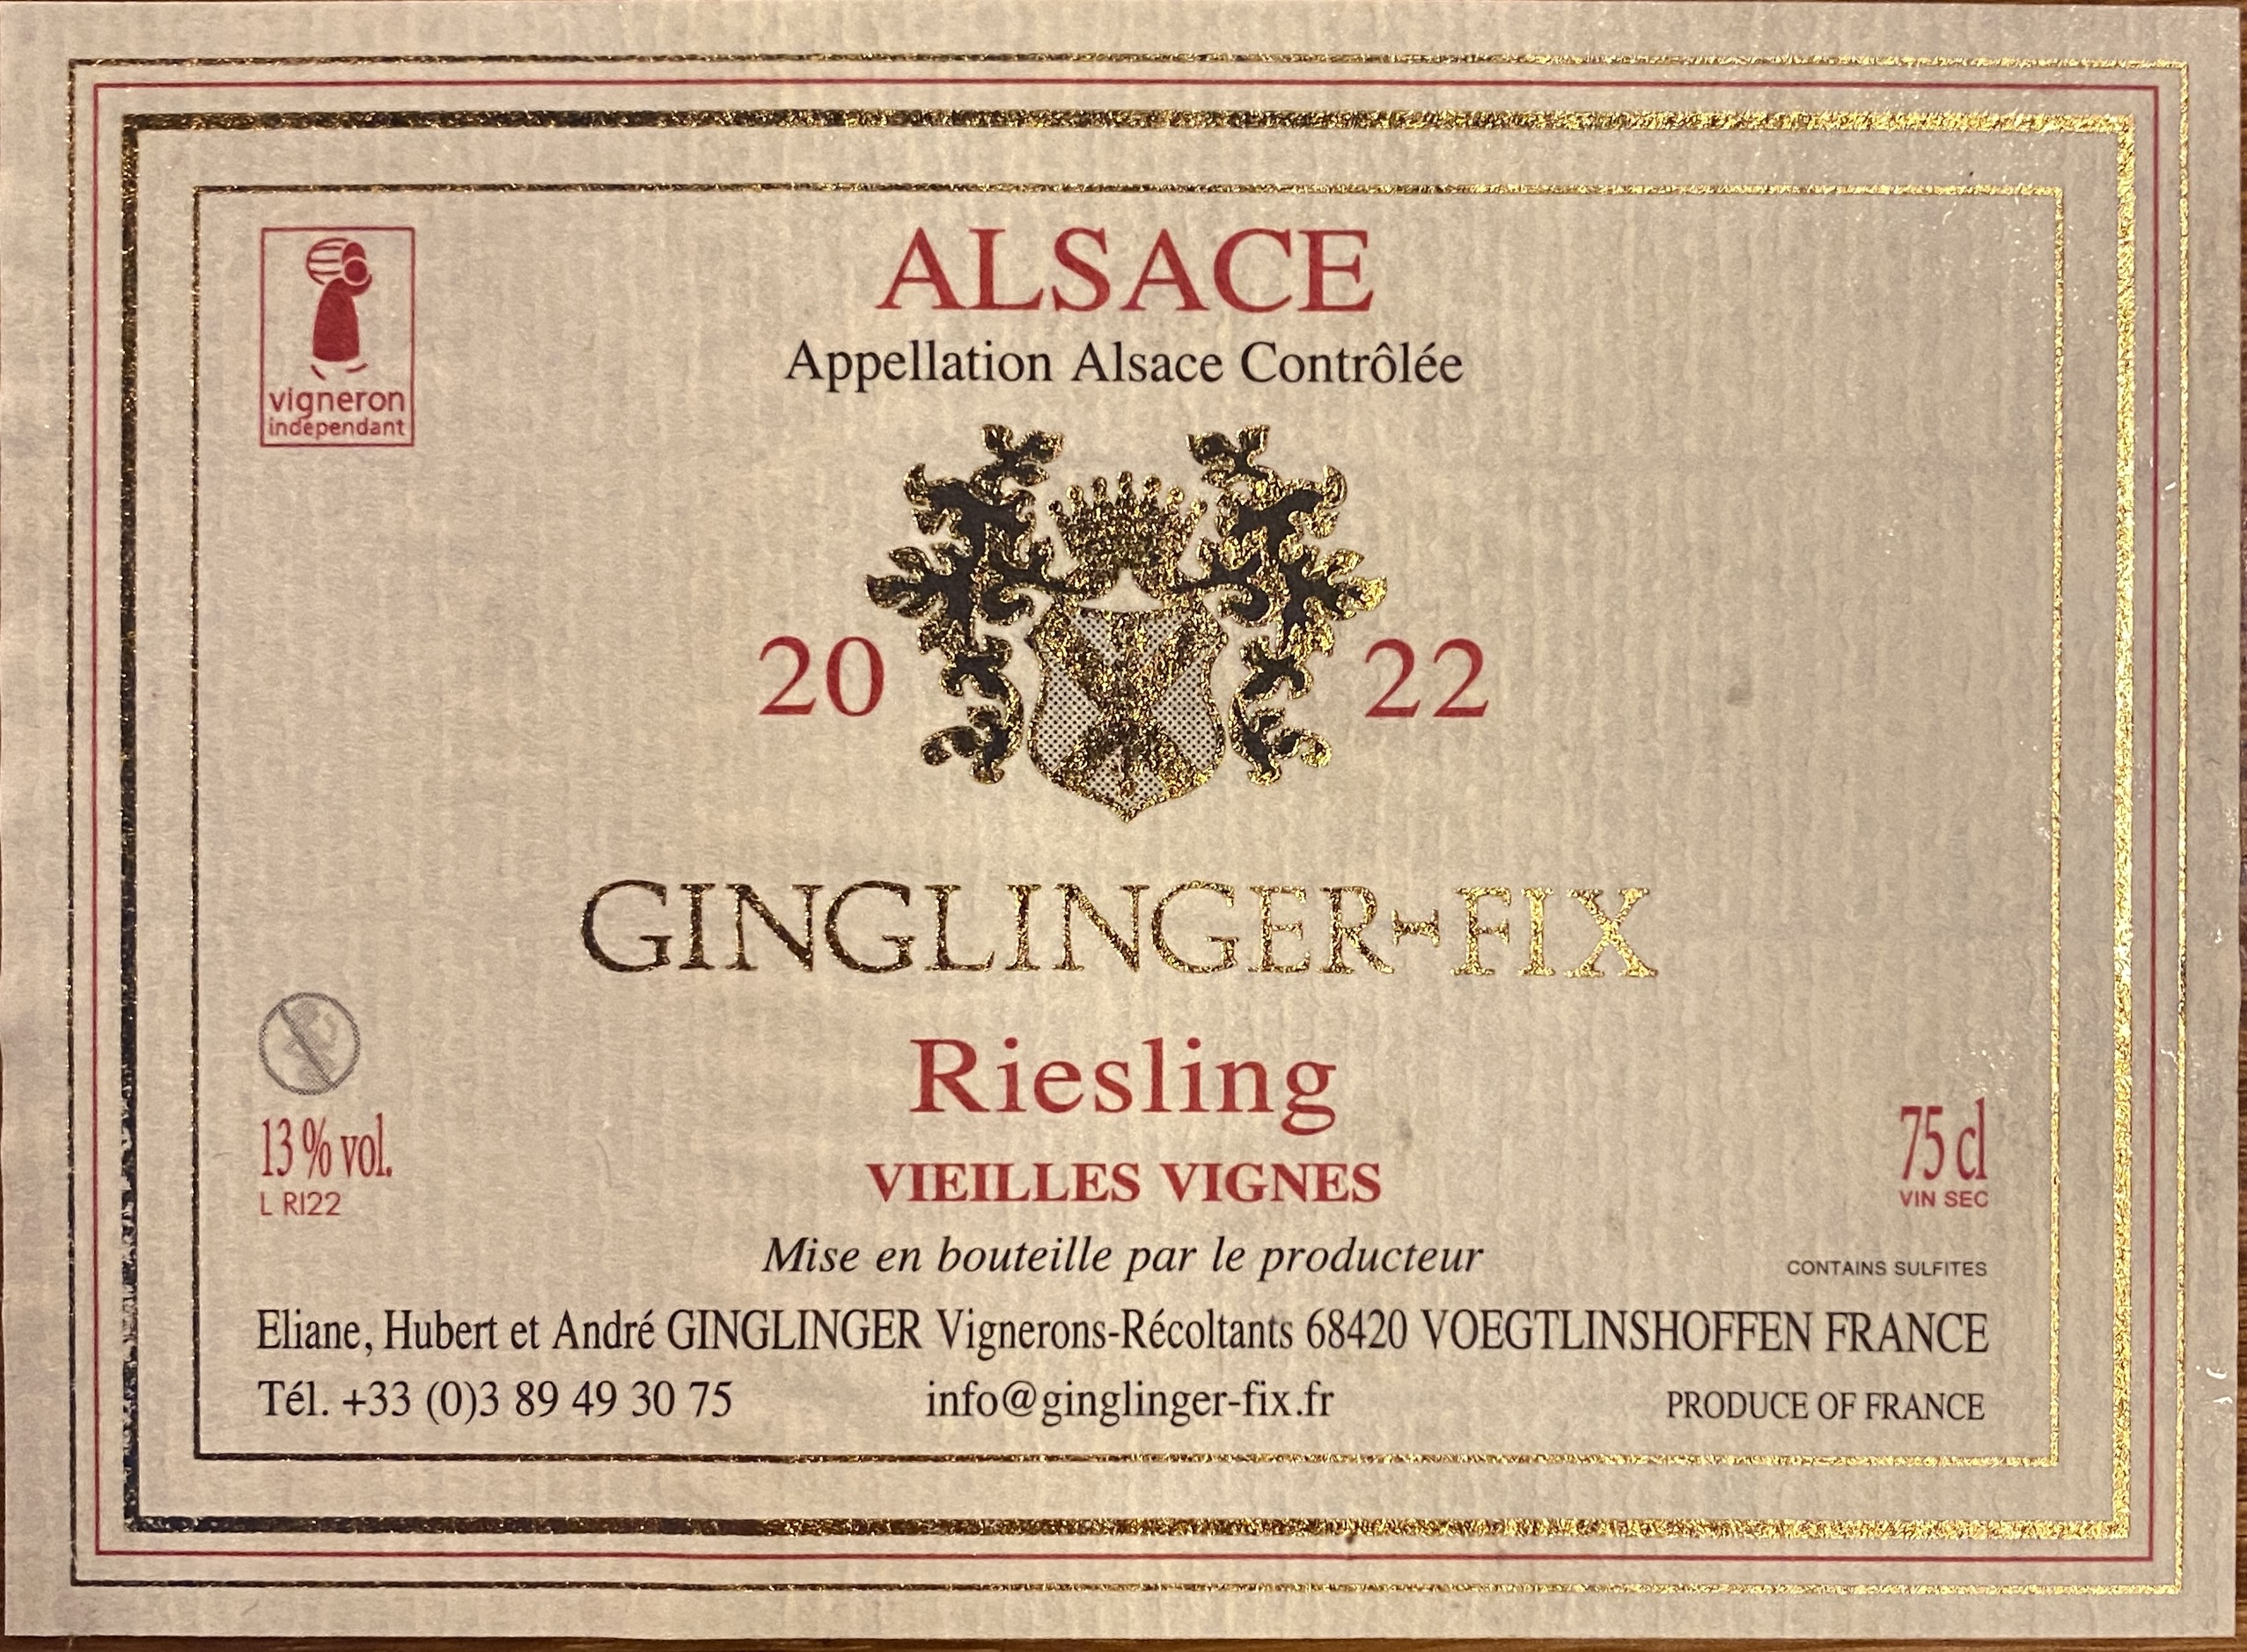 ALSACE
Appellation Alsace Contrôlée
vigneron
indépendant
20 22
GINGLINGER-FIX
Riesling
13 % vol.
L RI22
VIEILLES VIGNES
75 cl
VIN SEC
Mise en bouteille par le producteur
CONTAINS SULFITES
Eliane, Hubert et André GINGLINGER Vignerons-Récoltants 68420 VOEGTLINSHOFFEN FRANCE
Tél. +33 (0)3 89 49 30 75 info@ginglinger-fix.fr PRODUCE OF FRANCE